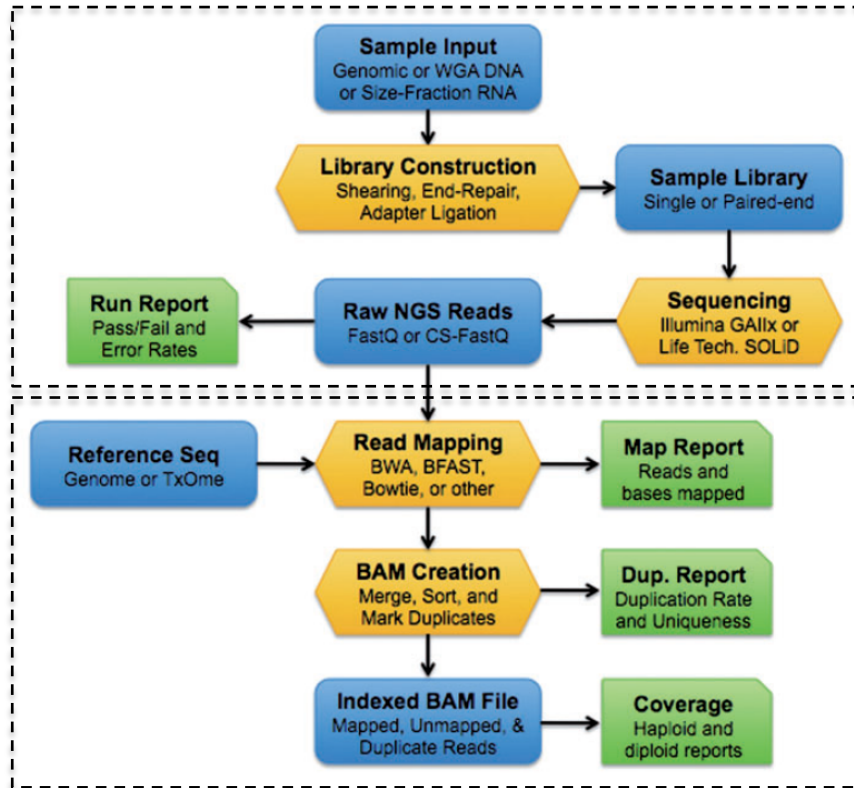 Sample Input
Genomic or WGA DNA
or Size-Fraction RNA
Library Construction
Shearing, End-Repair,
Adapter Ligation
Sample Library
Single or Paired-end
Run Report
Pass/Fail and
Error Rates
Raw NGS Reads
FastQ or CS-FastQ
Sequencing
Illumina GAIIx or
Life Tech. SOLiD
Reference Seq
Genome or TxOme
Read Mapping
BWA, BFAST,
Bowtie, or other
Map Report
Reads and
bases mapped
BAM Creation
Merge, Sort, and
Mark Duplicates
Dup. Report
Duplication Rate
and Uniqueness
Indexed BAM File
Mapped, Unmapped, &
Duplicate Reads
Coverage
Haploid and
diploid reports